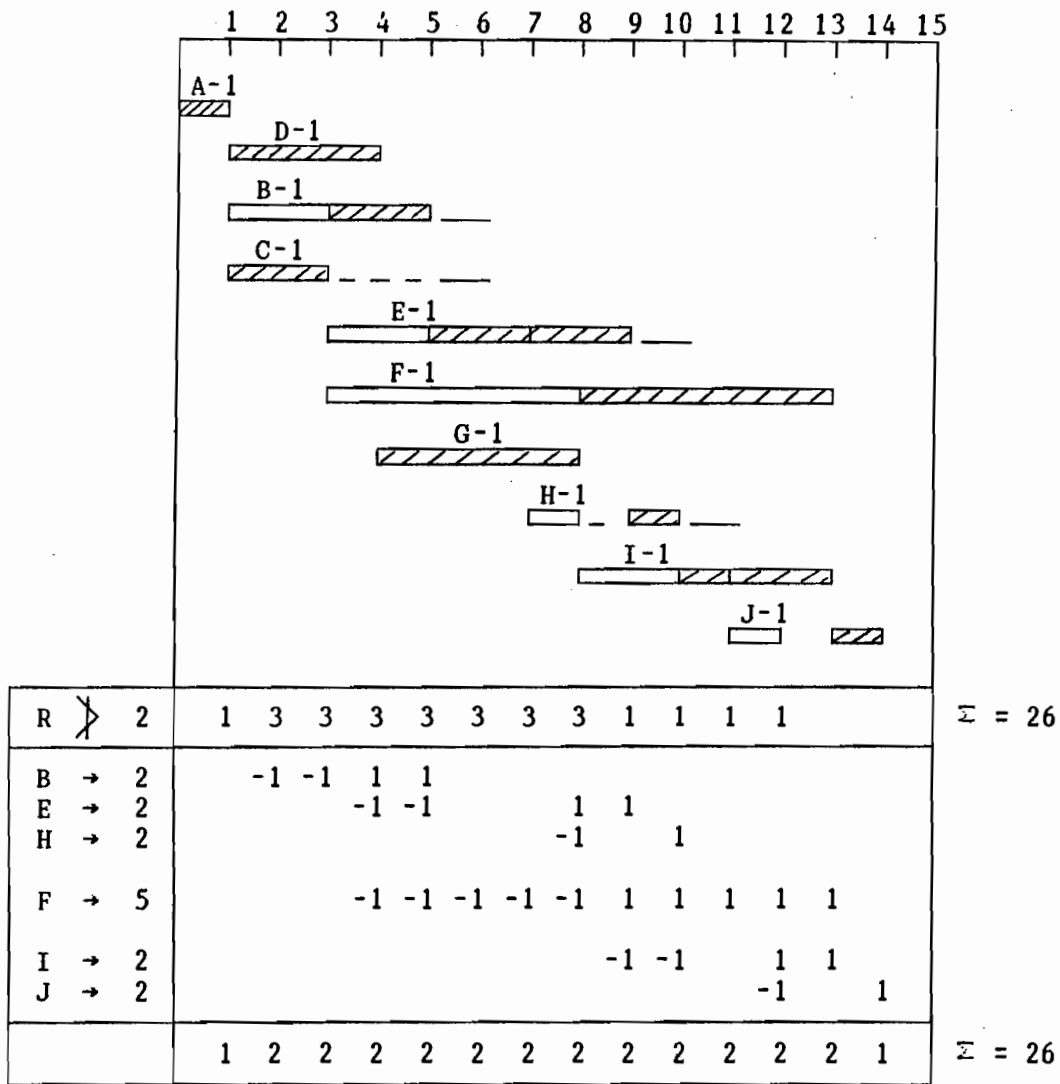 1 2 3 4 5 6 7 8 9 10 11 12 13 14 15
A-1
D-1
B-1
C-1
E-1
F-1
G-1
H-1
I-1
J-1
R ≯ 2 1 3 3 3 3 3 3 3 1 1 1 1 Σ = 26
B → 2 -1 -1 1 1
E → 2 -1 -1 1 1
H → 2 -1 1
F → 5 -1 -1 -1 -1 -1 1 1 1 1 1
I → 2 -1 -1 1 1
J → 2 -1 1
1 2 2 2 2 2 2 2 2 2 2 2 2 1 Σ = 26